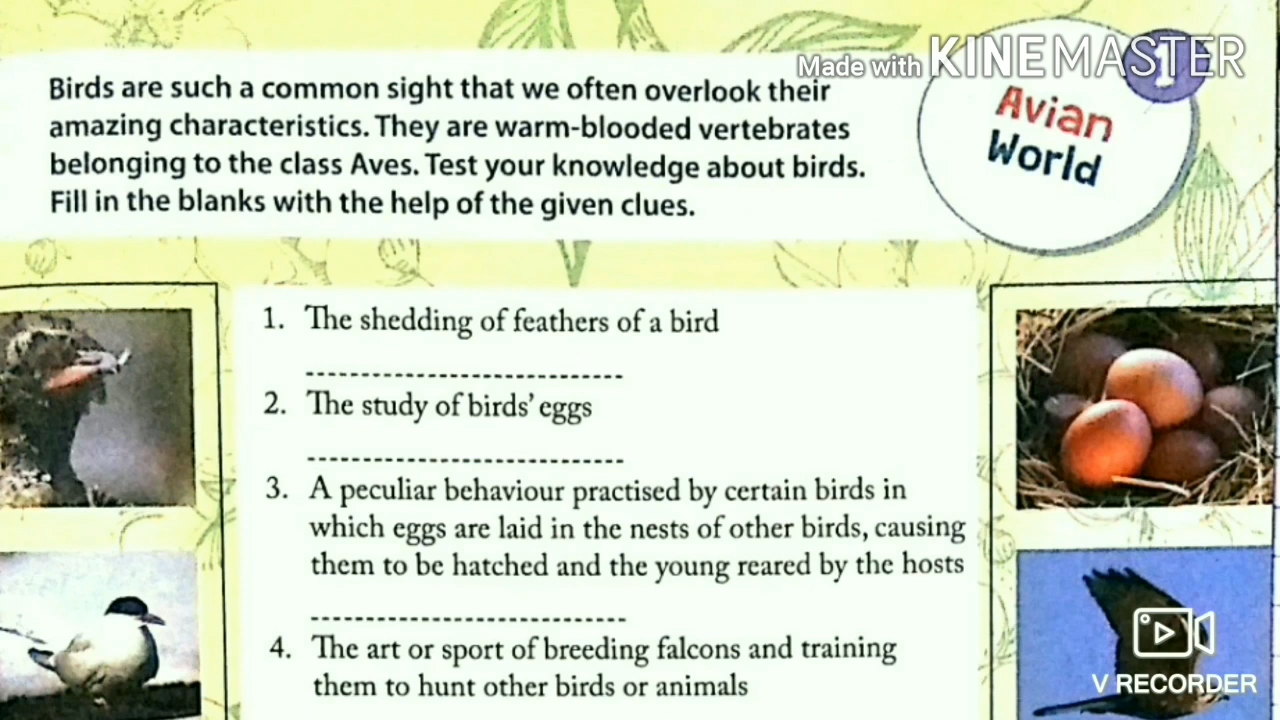 Made with KINEMASTER
Birds are such a common sight that we often overlook their
amazing characteristics. They are warm-blooded vertebrates
belonging to the class Aves. Test your knowledge about birds.
Fill in the blanks with the help of the given clues.
1
Avian
World
1. The shedding of feathers of a bird
2. The study of birds' eggs
3. A peculiar behaviour practised by certain birds in
which eggs are laid in the nests of other birds, causing
them to be hatched and the young reared by the hosts
4. The art or sport of breeding falcons and training
them to hunt other birds or animals
V RECORDER